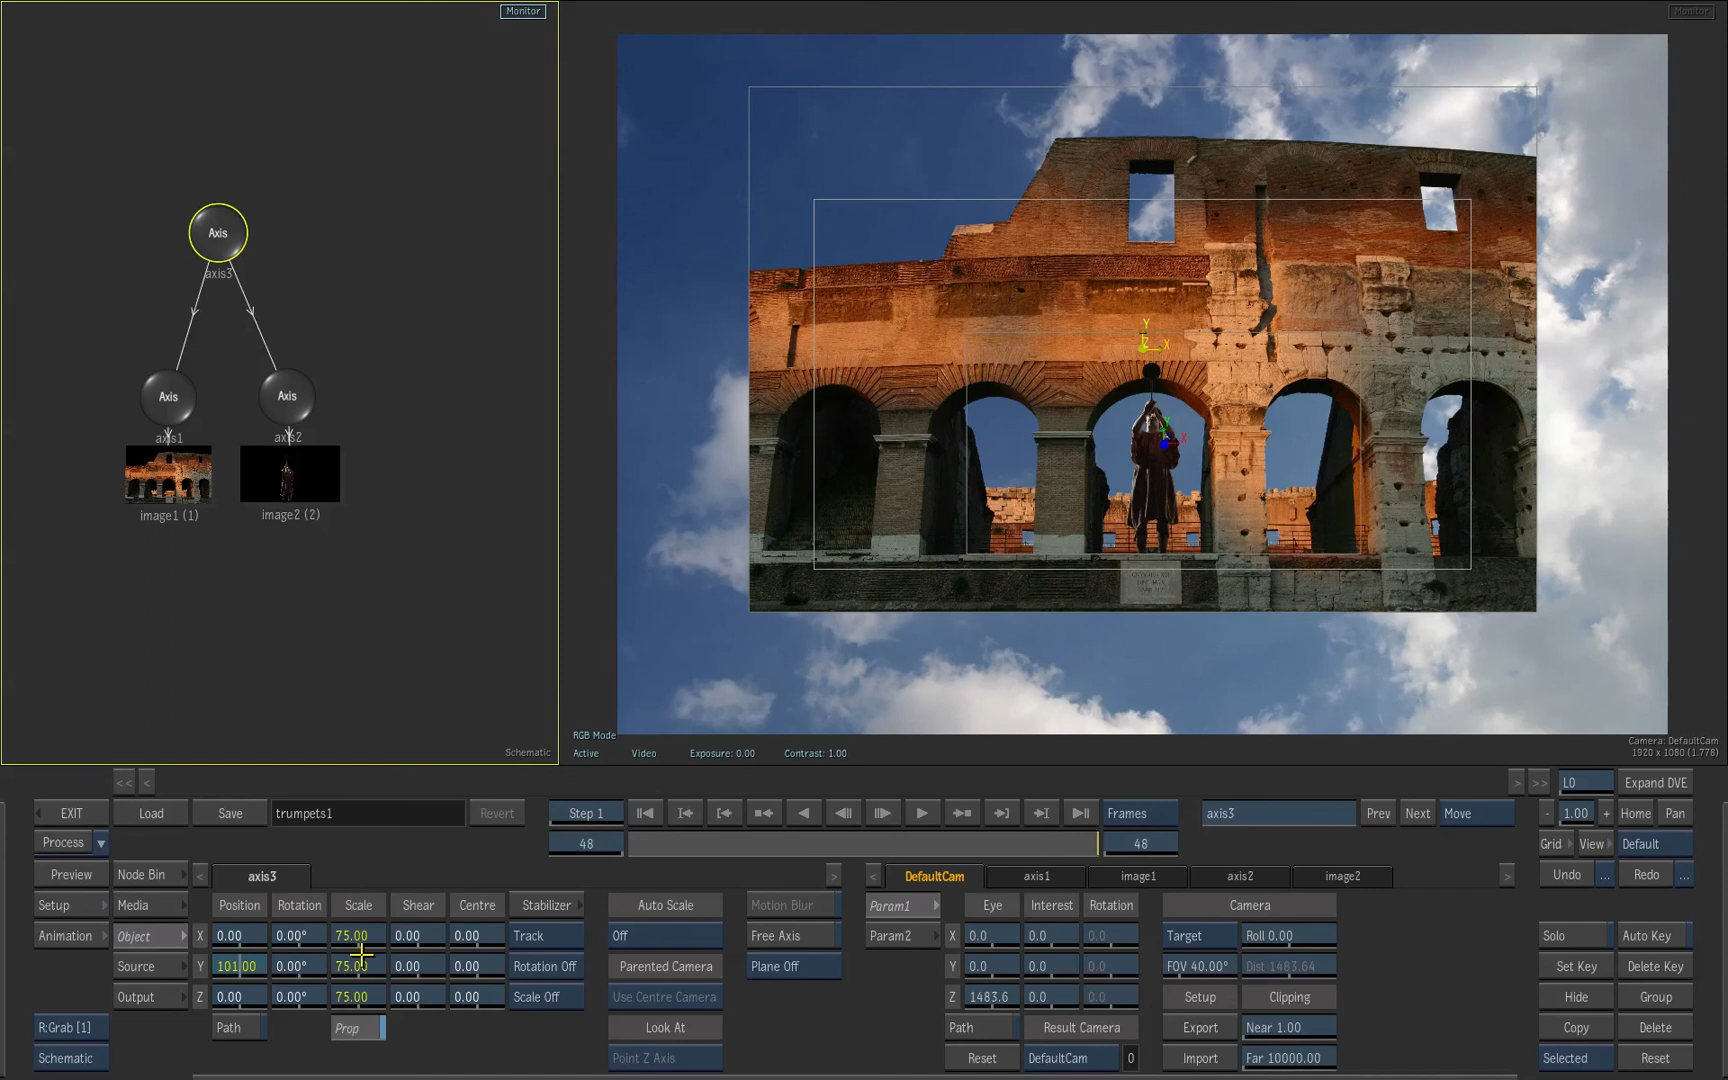 Monitor
Monitor
Axis
axis3
Axis
Axis
axis1
axis2
image1 (1)
image2 (2)
Schematic
Y
Z
X
Y
X
RGB Mode
Active Video Exposure: 0.00 Contrast: 1.00
Camera: DefaultCam
1920 x 1080 (1.778)
<< <
> >> L0 Expand DVE
EXIT Load Save trumpets1 Revert Step 1 Frames axis3 Prev Next Move - 1.00 + Home Pan
Process 48 48 Grid View Default
Preview Node Bin < axis3 > < DefaultCam axis1 image1 axis2 image2 > Undo ... Redo ...
Setup Media Position Rotation Scale Shear Centre Stabilizer Auto Scale Motion Blur Param1 Eye Interest Rotation Camera
Animation Object X 0.00 0.00° 75.00 0.00 0.00 Track Off Free Axis Param2 X 0.0 0.0 0.0 Target Roll 0.00 Solo Auto Key
Source Y 101.00 0.00° 75.00 0.00 0.00 Rotation Off Parented Camera Plane Off Y 0.0 0.0 0.0 FOV 40.00° Dist 1483.64 Set Key Delete Key
Output Z 0.00 0.00° 75.00 0.00 0.00 Scale Off Use Centre Camera Z 1483.6 0.0 0.0 Setup Clipping Hide Group
R:Grab [1] Path Prop Look At Path Result Camera Export Near 1.00 Copy Delete
Schematic Point Z Axis Reset DefaultCam 0 Import Far 10000.00 Selected Reset